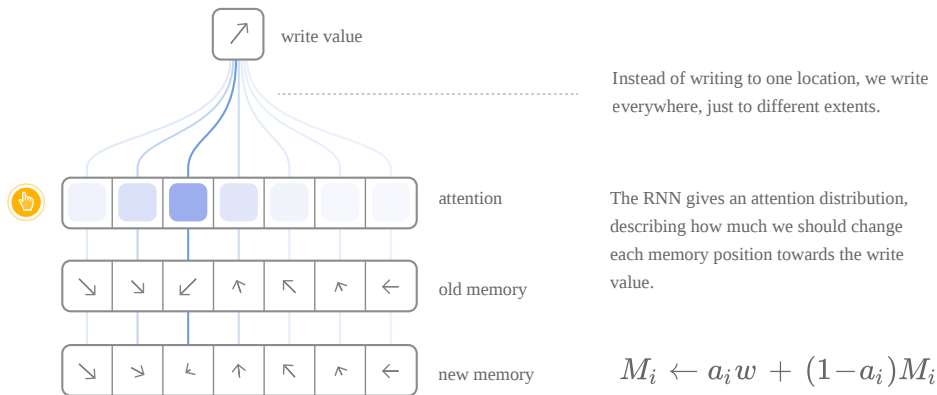 write value
Instead of writing to one location, we write
everywhere, just to different extents.
attention
The RNN gives an attention distribution,
describing how much we should change
each memory position towards the write
value.
old memory
new memory
M_i ← a_i w + (1−a_i)M_i